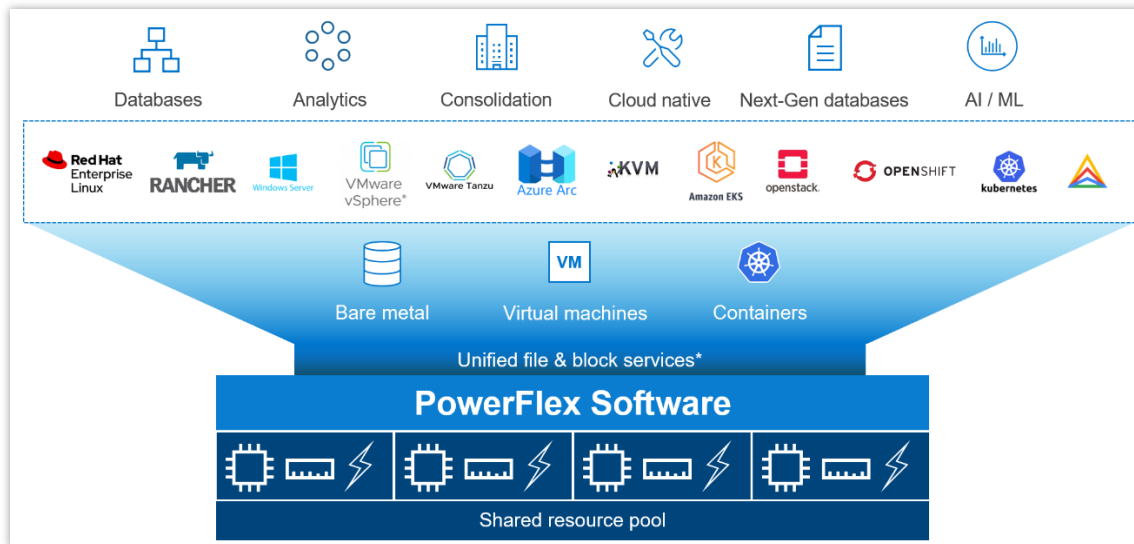 Databases
Analytics
Consolidation
Cloud native
Next-Gen databases
AI / ML
Red Hat
Enterprise
Linux
RANCHER
Windows Server
VMware
vSphere®
VMware Tanzu
Azure Arc
KVM
K
Amazon EKS
openstack.
OPENSHIFT
kubernetes
VM
Bare metal
Virtual machines
Containers
Unified file & block services*
PowerFlex Software
Shared resource pool